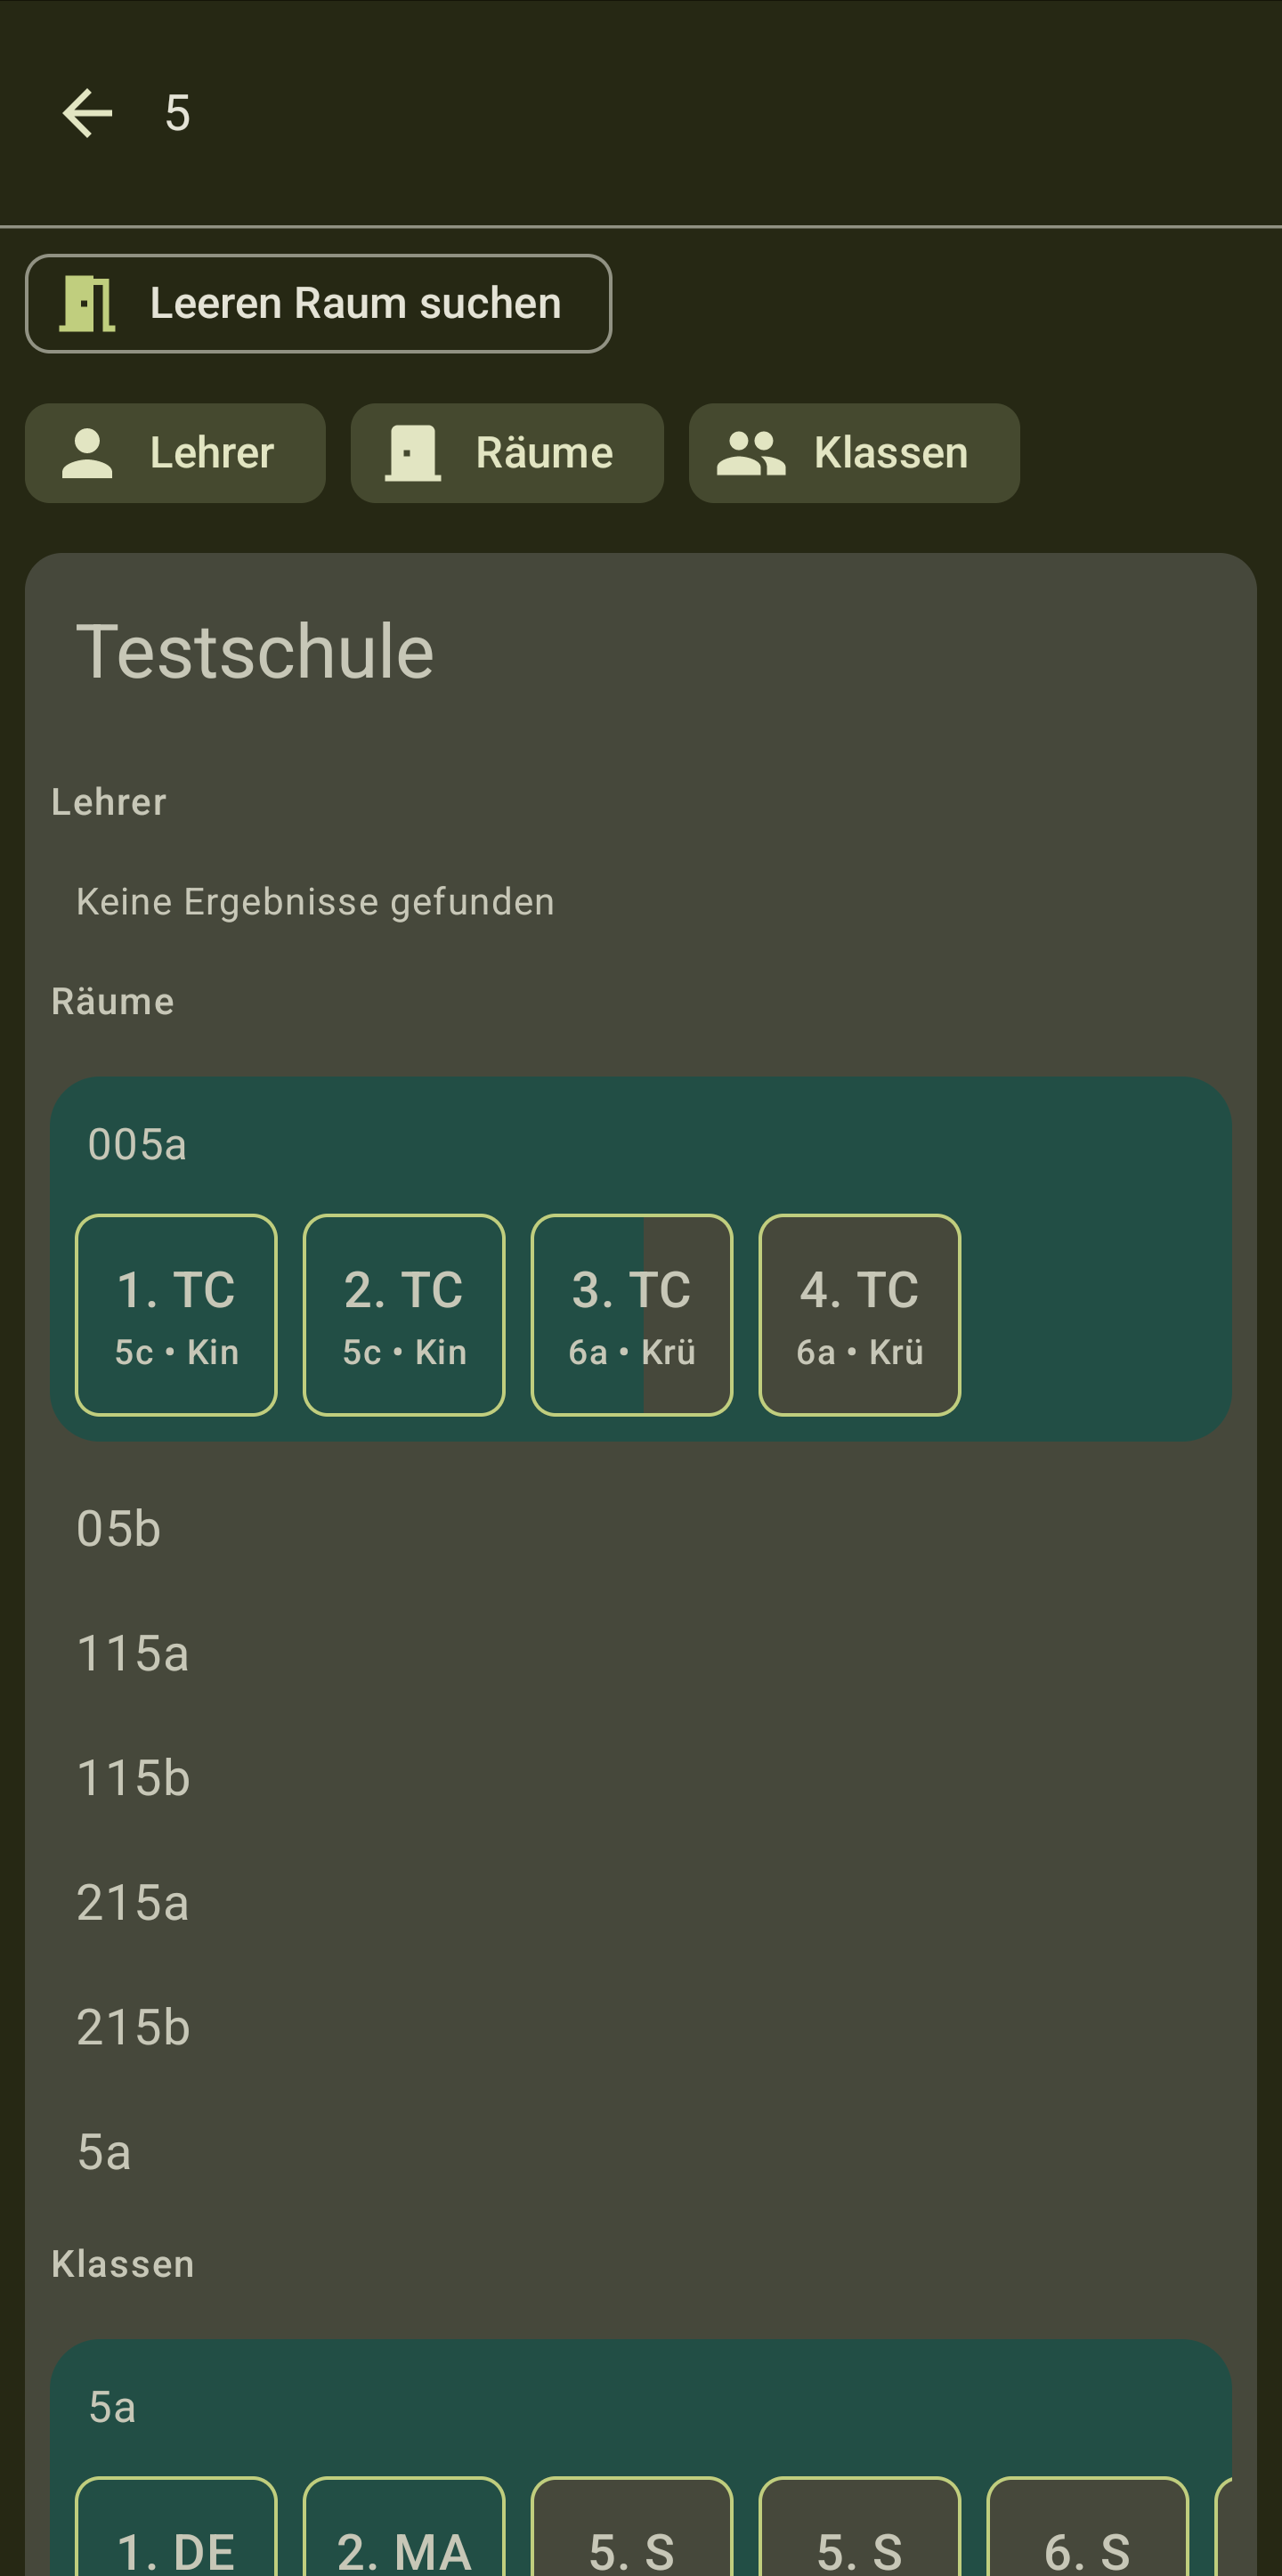 5
Leeren Raum suchen
Lehrer Räume Klassen
Testschule
Lehrer
Keine Ergebnisse gefunden
Räume
005a
1. TC 2. TC 3. TC 4. TC
5c • Kin 5c • Kin 6a • Krü 6a • Krü
05b
115a
115b
215a
215b
5a
Klassen
5a
1. DE 2. MA 5. S 5. S 6. S